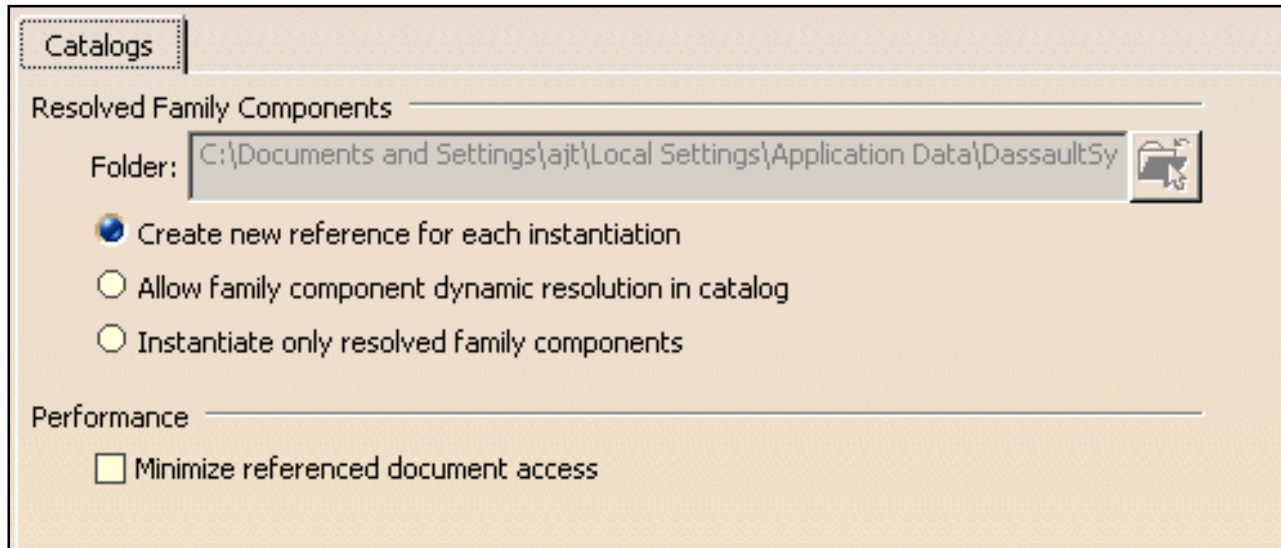 Catalogs
Resolved Family Components
Folder: C:\Documents and Settings\ajt\Local Settings\Application Data\DassaultSy
Create new reference for each instantiation
Allow family component dynamic resolution in catalog
Instantiate only resolved family components
Performance
Minimize referenced document access